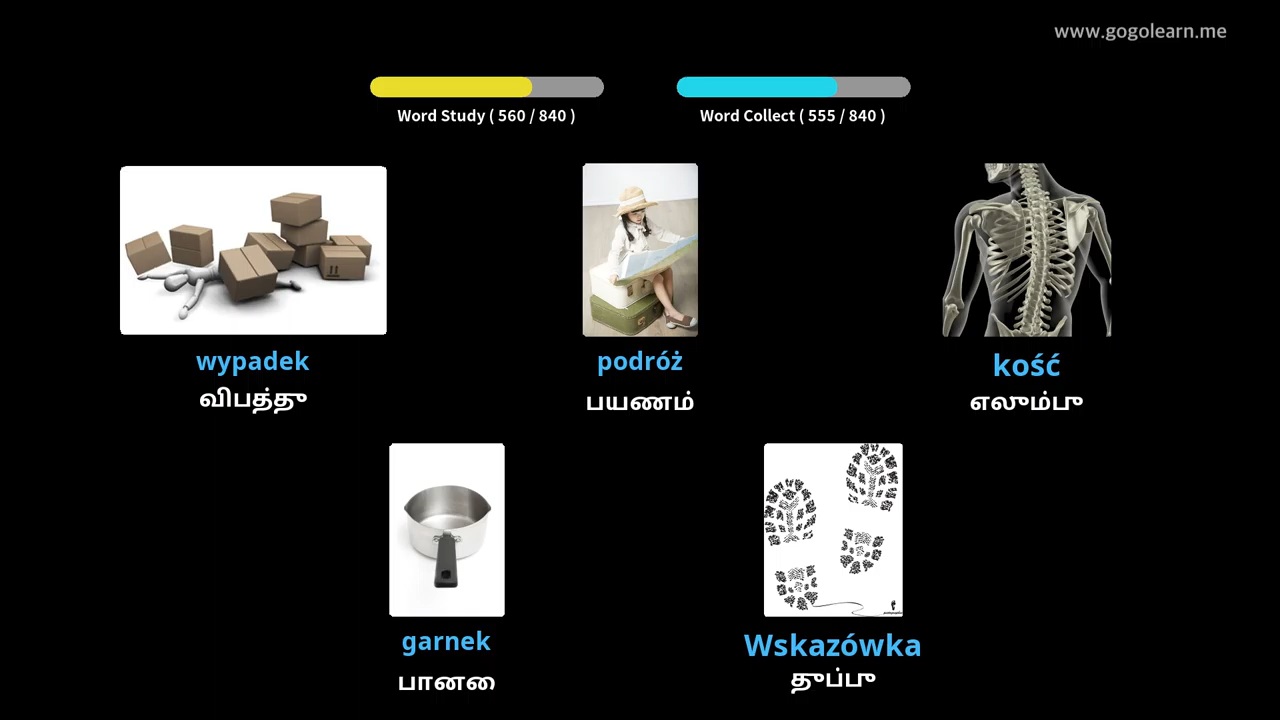 www.gogolearn.me
Word Study ( 560 / 840 )
Word Collect ( 555 / 840 )
wypadek
விபத்து
podróż
பயணம்
kość
எலும்பு
garnek
பானை
Wskazówka
துப்பு